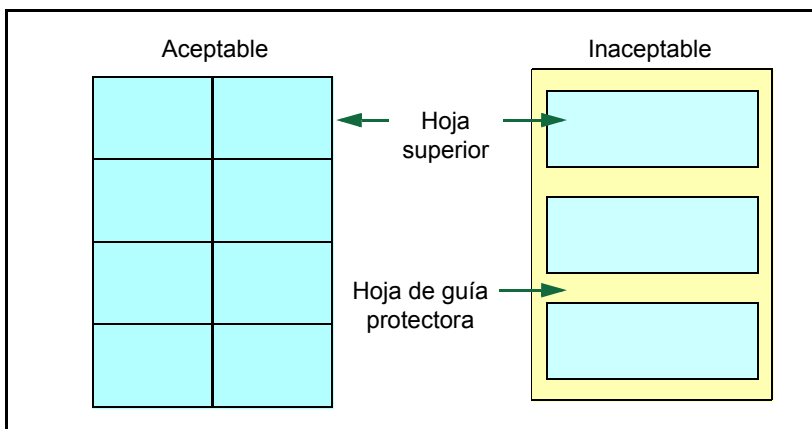 Aceptable
Inaceptable
Hoja
superior
Hoja de guía
protectora